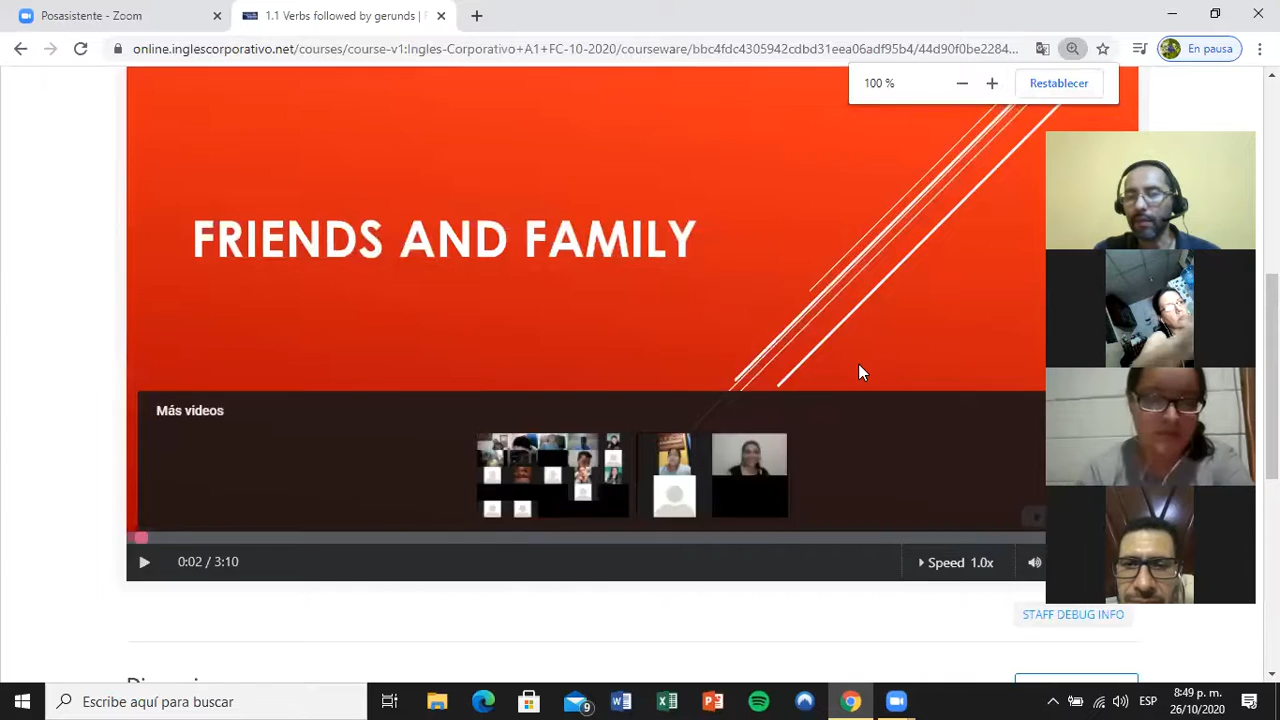 Posasistente - Zoom
1.1 Verbs followed by gerunds |
online.inglescorporativo.net/courses/course-v1:Ingles-Corporativo+A1+FC-10-2020/courseware/bbc4fdc4305942cdbd31eea06adf95b4/44d90f0be2284...
En pausa
100 %
Restablecer
FRIENDS AND FAMILY
Más videos
0:02 / 3:10
Speed 1.0x
STAFF DEBUG INFO
Escribe aquí para buscar
9
ESP
8:49 p. m.
26/10/2020